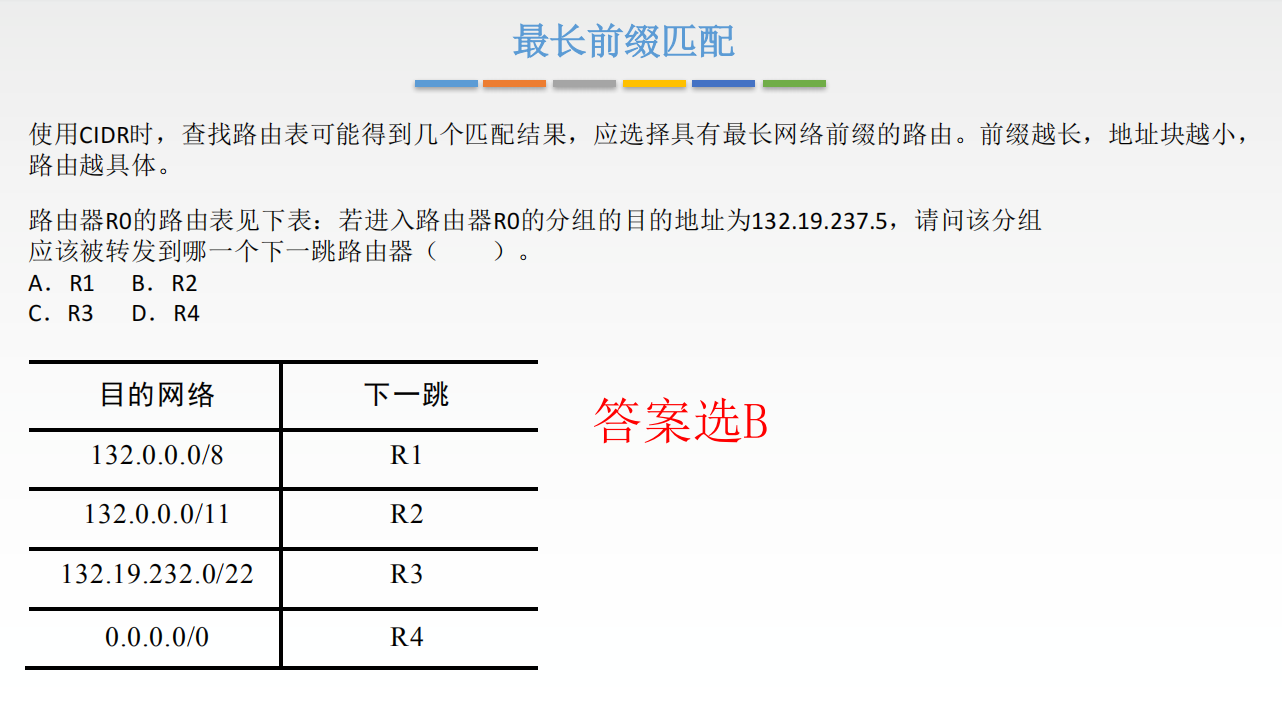 最长前缀匹配
使用CIDR时，查找路由表可能得到几个匹配结果，应选择具有最长网络前缀的路由。前缀越长，地址块越小，
路由越具体。
路由器R0的路由表见下表：若进入路由器R0的分组的目的地址为132.19.237.5，请问该分组
应该被转发到哪一个下一跳路由器（　　）。
A． R1　B． R2
C． R3　D． R4
目的网络　下一跳
132.0.0.0/8　R1
132.0.0.0/11　R2
132.19.232.0/22　R3
0.0.0.0/0　R4
答案选B